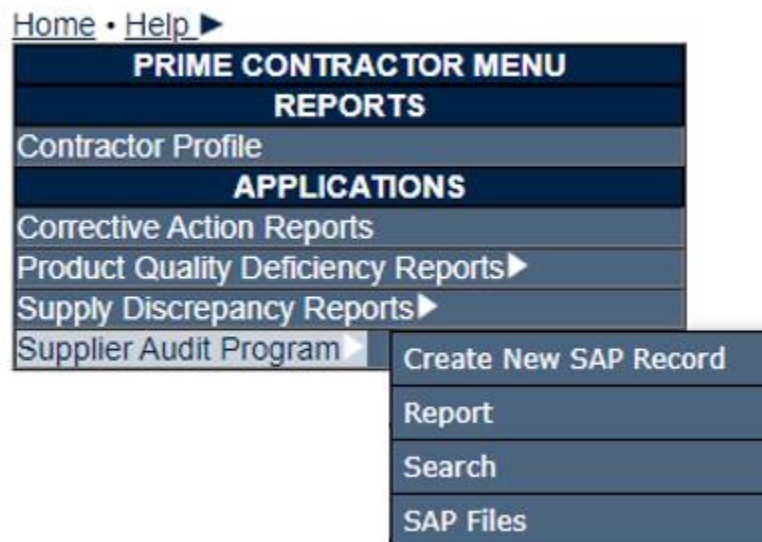 Home • Help ▶
PRIME CONTRACTOR MENU
REPORTS
Contractor Profile
APPLICATIONS
Corrective Action Reports
Product Quality Deficiency Reports▶
Supply Discrepancy Reports▶
Supplier Audit Program▶
Create New SAP Record
Report
Search
SAP Files